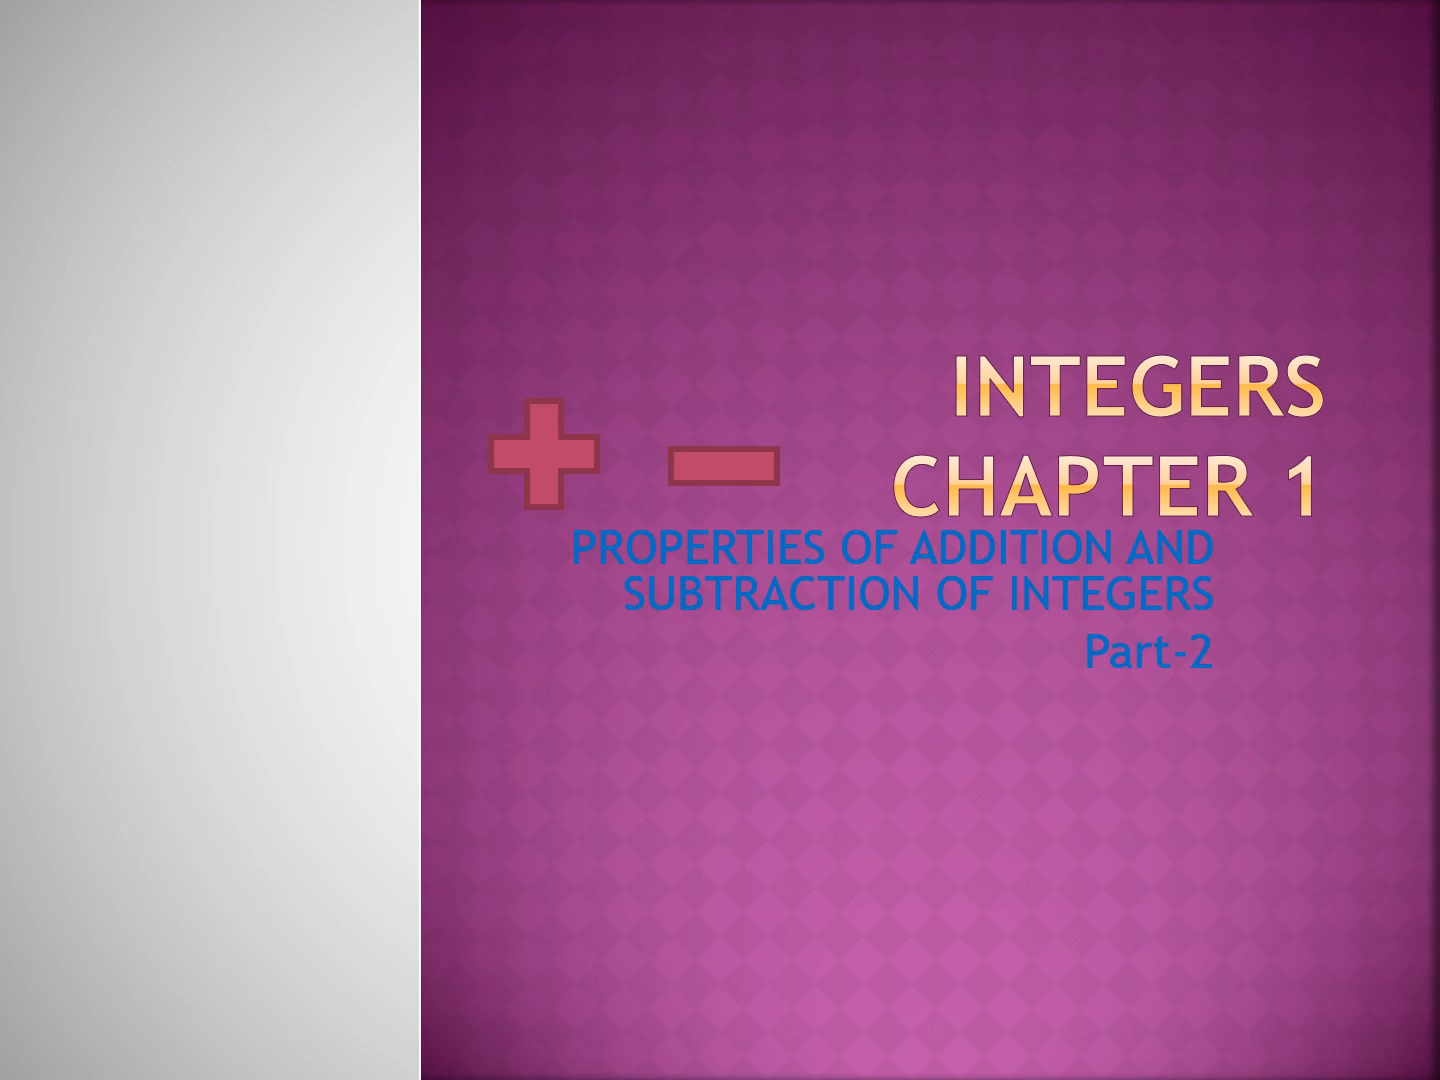 INTEGERS
CHAPTER 1
PROPERTIES OF ADDITION AND
SUBTRACTION OF INTEGERS
Part-2